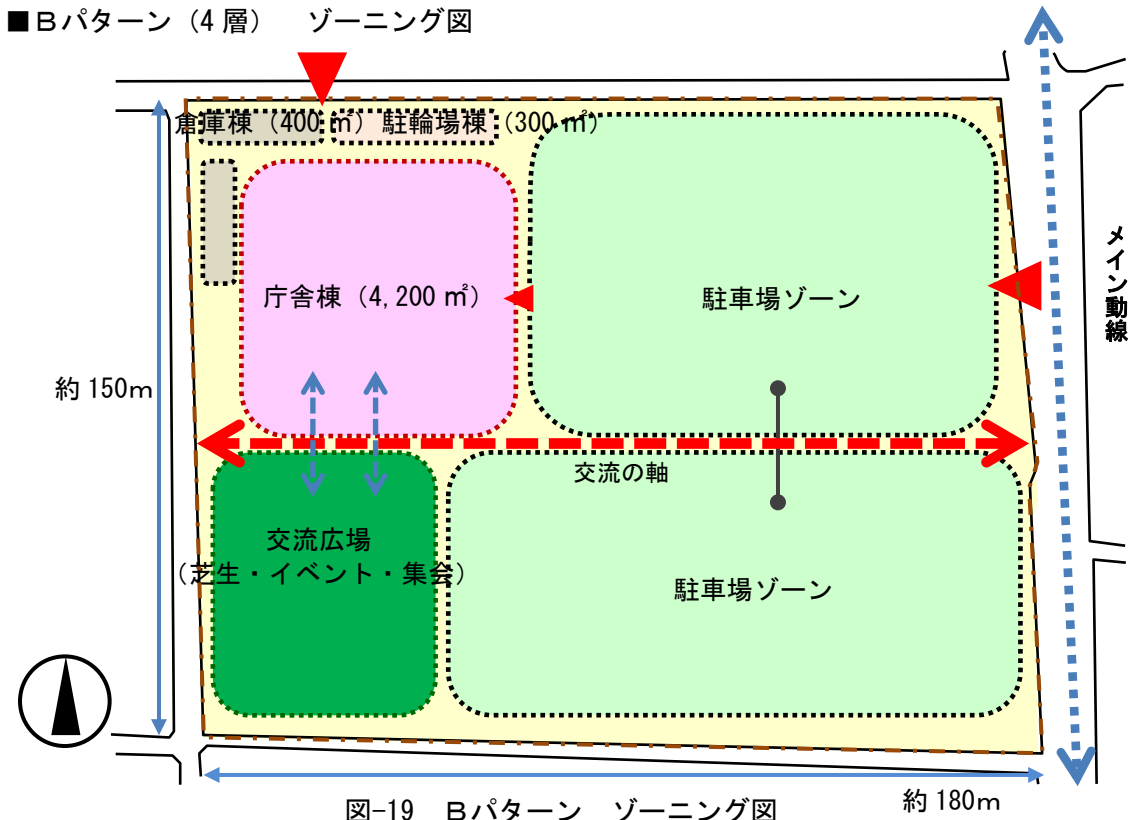 ■Ｂパターン（4 層）　ゾーニング図
倉庫棟（400 ㎡）駐輪場棟（300 ㎡）
庁舎棟（4,200 ㎡）
駐車場ゾーン
メイン動線
約 150m
交流の軸
交流広場
（芝生・イベント・集会）
駐車場ゾーン
約 180m
図-19　Ｂパターン　ゾーニング図